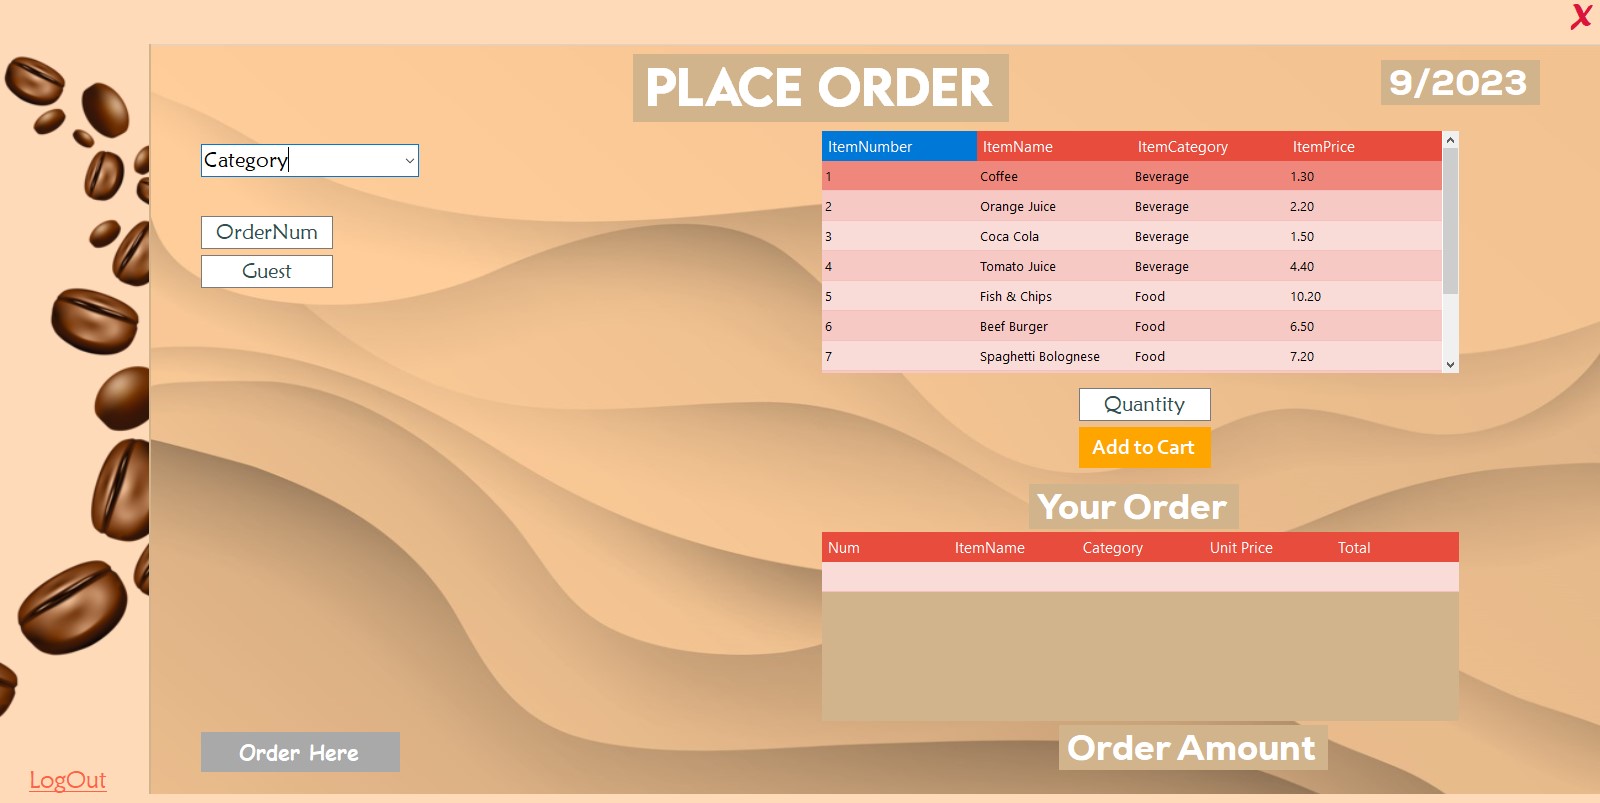 X
PLACE ORDER
9/2023
Category
OrderNum
Guest
ItemNumber ItemName ItemCategory ItemPrice
1 Coffee Beverage 1.30
2 Orange Juice Beverage 2.20
3 Coca Cola Beverage 1.50
4 Tomato Juice Beverage 4.40
5 Fish & Chips Food 10.20
6 Beef Burger Food 6.50
7 Spaghetti Bolognese Food 7.20
Quantity
Add to Cart
Your Order
Num ItemName Category Unit Price Total
Order Here
Order Amount
LogOut